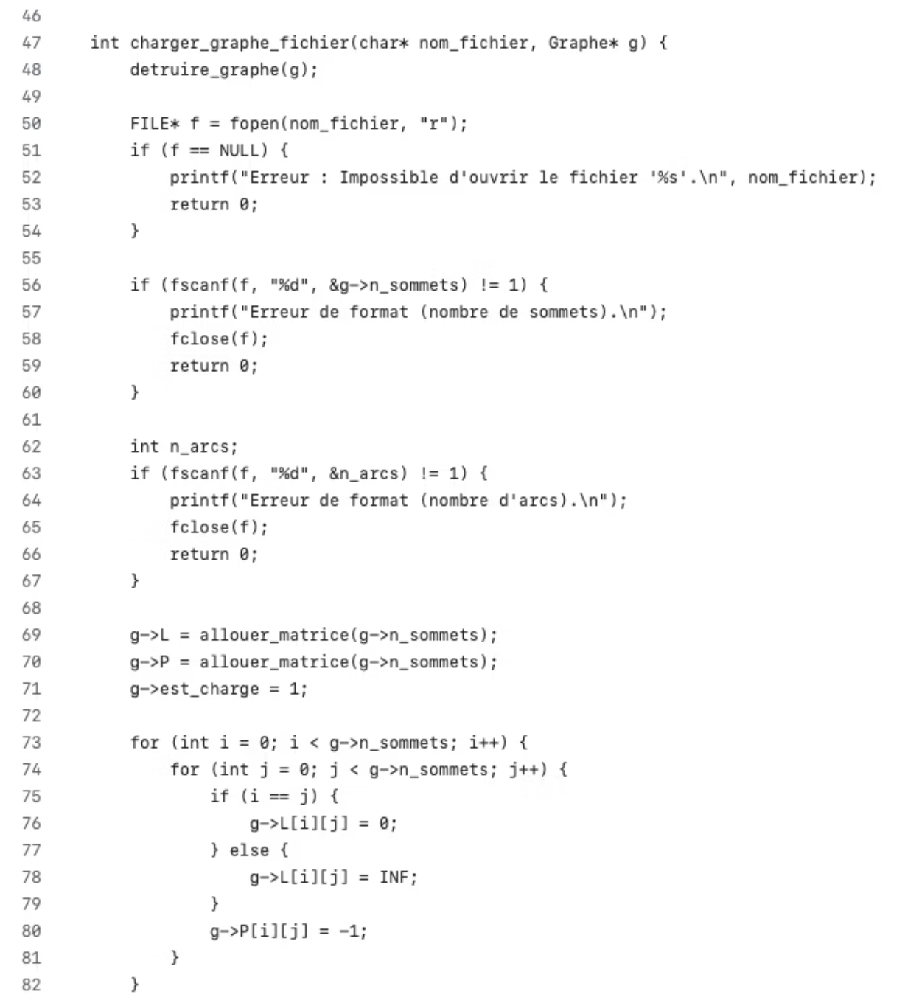 46
47 int charger_graphe_fichier(char* nom_fichier, Graphe* g) {
48 detruire_graphe(g);
49
50 FILE* f = fopen(nom_fichier, "r");
51 if (f == NULL) {
52 printf("Erreur : Impossible d'ouvrir le fichier '%s'.\n", nom_fichier);
53 return 0;
54 }
55
56 if (fscanf(f, "%d", &g->n_sommets) != 1) {
57 printf("Erreur de format (nombre de sommets).\n");
58 fclose(f);
59 return 0;
60 }
61
62 int n_arcs;
63 if (fscanf(f, "%d", &n_arcs) != 1) {
64 printf("Erreur de format (nombre d'arcs).\n");
65 fclose(f);
66 return 0;
67 }
68
69 g->L = allouer_matrice(g->n_sommets);
70 g->P = allouer_matrice(g->n_sommets);
71 g->est_charge = 1;
72
73 for (int i = 0; i < g->n_sommets; i++) {
74 for (int j = 0; j < g->n_sommets; j++) {
75 if (i == j) {
76 g->L[i][j] = 0;
77 } else {
78 g->L[i][j] = INF;
79 }
80 g->P[i][j] = -1;
81 }
82 }